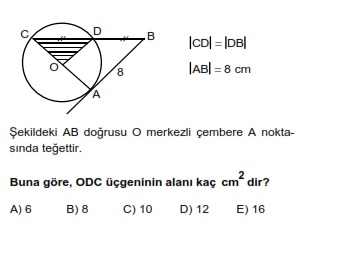 C D B
|CD| = |DB|
O 8
|AB| = 8 cm
A
Şekildeki AB doğrusu O merkezli çembere A nokta-
sında teğettir.
Buna göre, ODC üçgeninin alanı kaç cm² dir?
A) 6 B) 8 C) 10 D) 12 E) 16